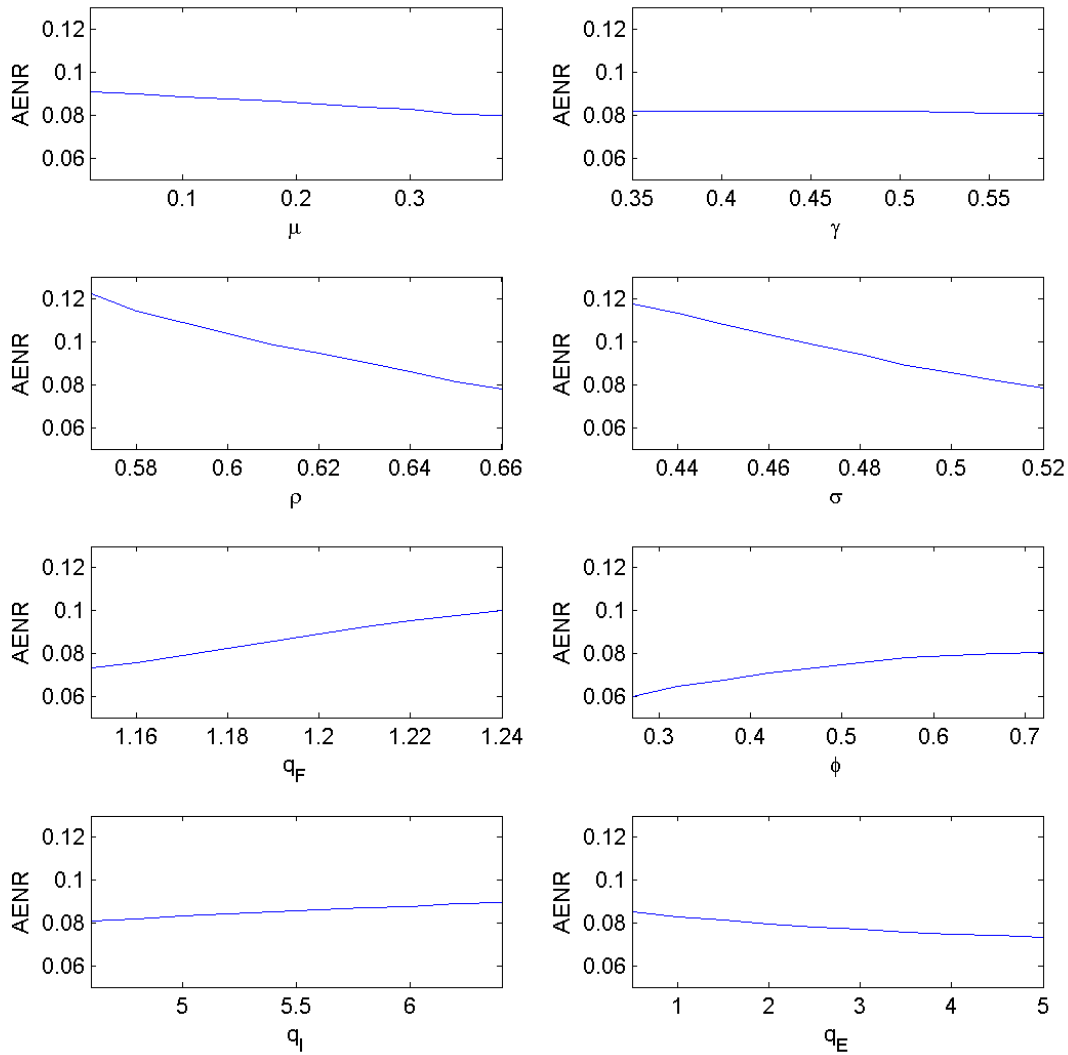 0.12
0.1
0.08
0.06
AENR
0.1 0.2 0.3
μ
0.12
0.1
0.08
0.06
AENR
0.35 0.4 0.45 0.5 0.55
γ
0.12
0.1
0.08
0.06
AENR
0.58 0.6 0.62 0.64 0.66
ρ
0.12
0.1
0.08
0.06
AENR
0.44 0.46 0.48 0.5 0.52
σ
0.12
0.1
0.08
0.06
AENR
1.16 1.18 1.2 1.22 1.24
q_F
0.12
0.1
0.08
0.06
AENR
0.3 0.4 0.5 0.6 0.7
ϕ
0.12
0.1
0.08
0.06
AENR
5 5.5 6
q_I
0.12
0.1
0.08
0.06
AENR
1 2 3 4 5
q_E